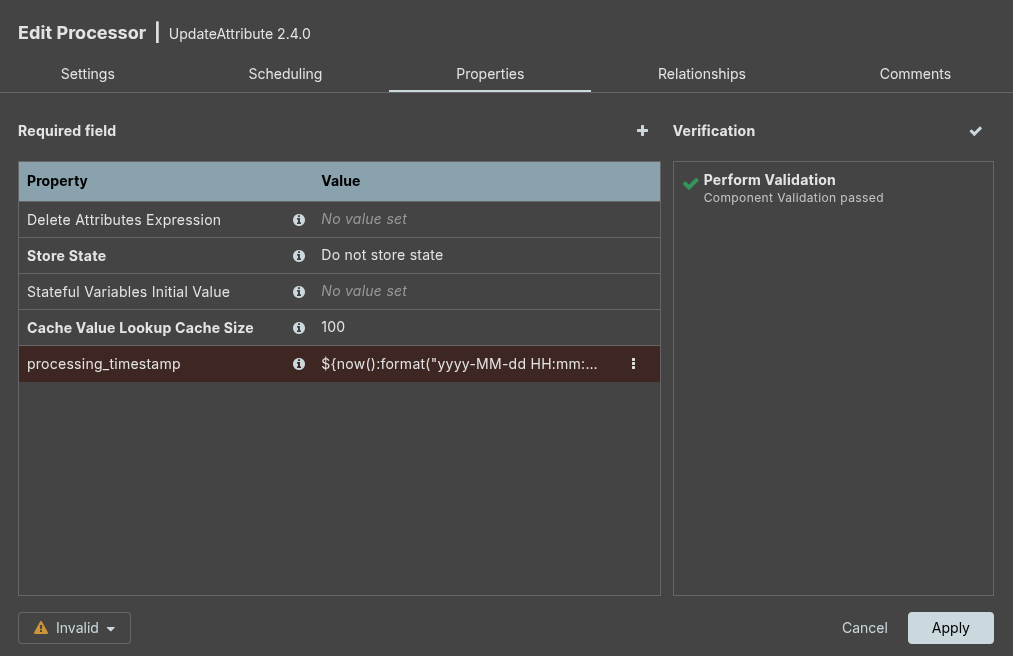 Edit Processor | UpdateAttribute 2.4.0
Settings Scheduling Properties Relationships Comments
Required field
Verification
Property Value
Delete Attributes Expression No value set
Store State Do not store state
Stateful Variables Initial Value No value set
Cache Value Lookup Cache Size 100
processing_timestamp ${now():format("yyyy-MM-dd HH:mm:...
Perform Validation
Component Validation passed
Invalid
Cancel Apply